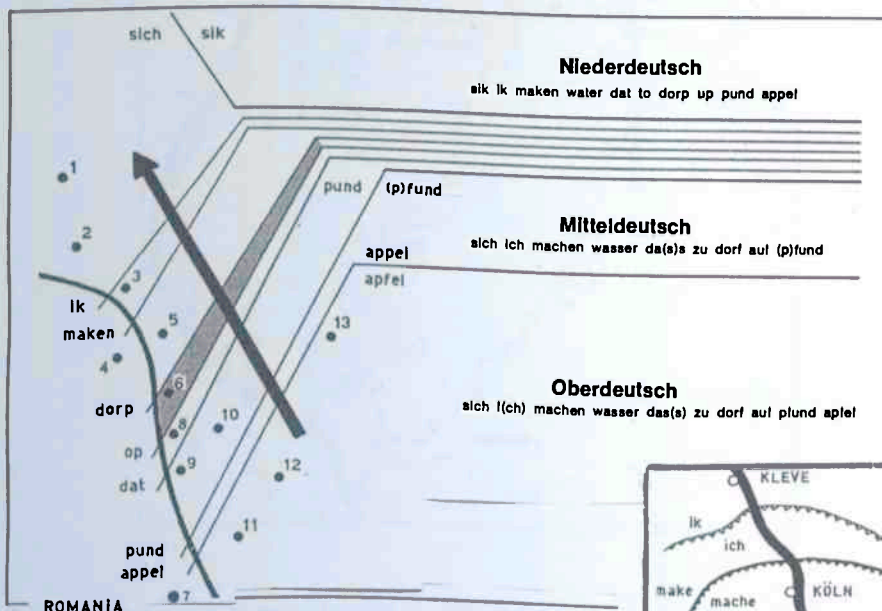 sich sik
Niederdeutsch
sik ik maken water dat to dorp up pund appel
1
pund (p)fund
Mitteldeutsch
sich ich machen wasser da(s)s zu dorf auf (p)fund
2
appel
apfel
3
ik
maken
5
13
4
Oberdeutsch
sich i(ch) machen wasser das(s) zu dorf auf pfund apfel
6
dorp
8
10
op
9
dat
12
11
pund
appel
7
ROMANIA
KLEVE
ik
ich
make
mache
KÖLN